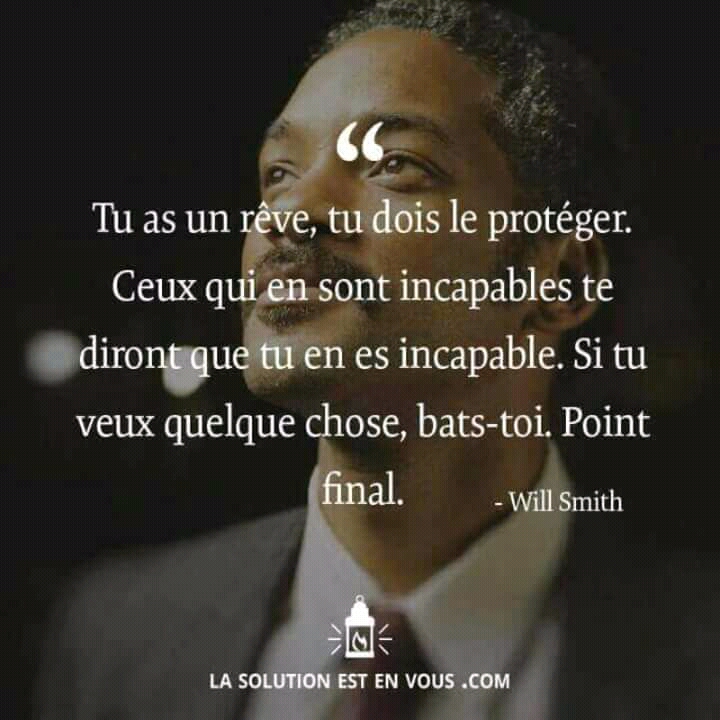 “
Tu as un rêve, tu dois le protéger.
Ceux qui en sont incapables te
diront que tu en es incapable. Si tu
veux quelque chose, bats-toi. Point
final.
- Will Smith
LA SOLUTION EST EN VOUS .COM